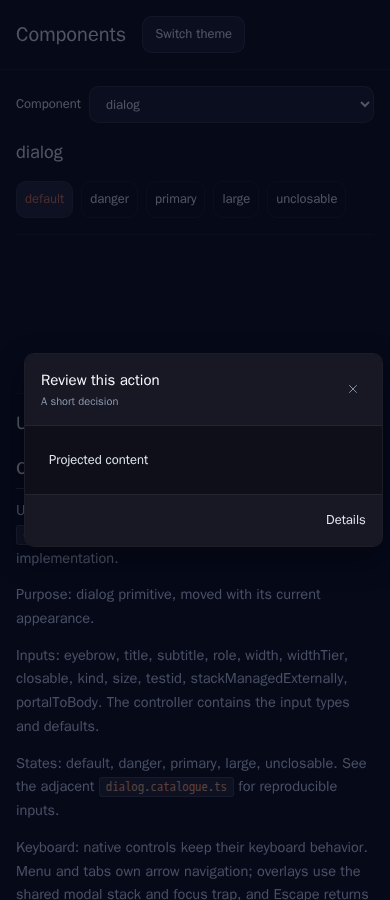 Components
Switch theme
Component
dialog
dialog
default
danger
primary
large
unclosable
Review this action
A short decision
Projected content
Details
implementation.
Purpose: dialog primitive, moved with its current
appearance.
Inputs: eyebrow, title, subtitle, role, width, widthTier,
closable, kind, size, testid, stackManagedExternally,
portalToBody. The controller contains the input types
and defaults.
States: default, danger, primary, large, unclosable. See
the adjacent dialog.catalogue.ts for reproducible
inputs.
Keyboard: native controls keep their keyboard behavior.
Menu and tabs own arrow navigation; overlays use the
shared modal stack and focus trap, and Escape returns